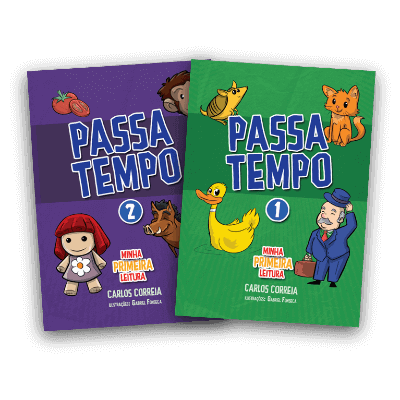 PASSA
TEMPO
2
MINHA
PRIMEIRA
LEITURA
CARLOS CORREIA
ILUSTRAÇÕES: GABRIEL FONSECA
PASSA
TEMPO
1
MINHA
PRIMEIRA
LEITURA
CARLOS CORREIA
ILUSTRAÇÕES: GABRIEL FONSECA